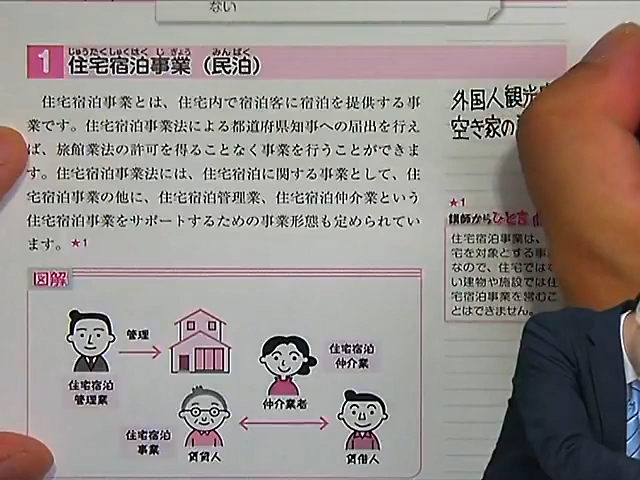 ない
1 住宅宿泊事業（民泊）
じゅうたくしゅくはく じ ぎょう みんぱく
住宅宿泊事業とは、住宅内で宿泊客に宿泊を提供する事
業です。住宅宿泊事業法による都道府県知事への届出を行え
ば、旅館業法の許可を得ることなく事業を行うことができま
す。住宅宿泊事業法には、住宅宿泊に関する事業として、住
宅宿泊事業の他に、住宅宿泊管理業、住宅宿泊仲介業という
住宅宿泊事業をサポートするための事業形態も定められてい
ます。★1
外国人観光
空き家の
★1
講師からひと言
住宅宿泊事業は、
宅を対象とする事
なので、住宅では
い建物や施設では住
宅宿泊事業を営むこ
とはできません。
図解
管理
住宅宿泊
管理業
住宅宿泊
仲介業
仲介業者
住宅宿泊
事業
賃貸人
賃借人